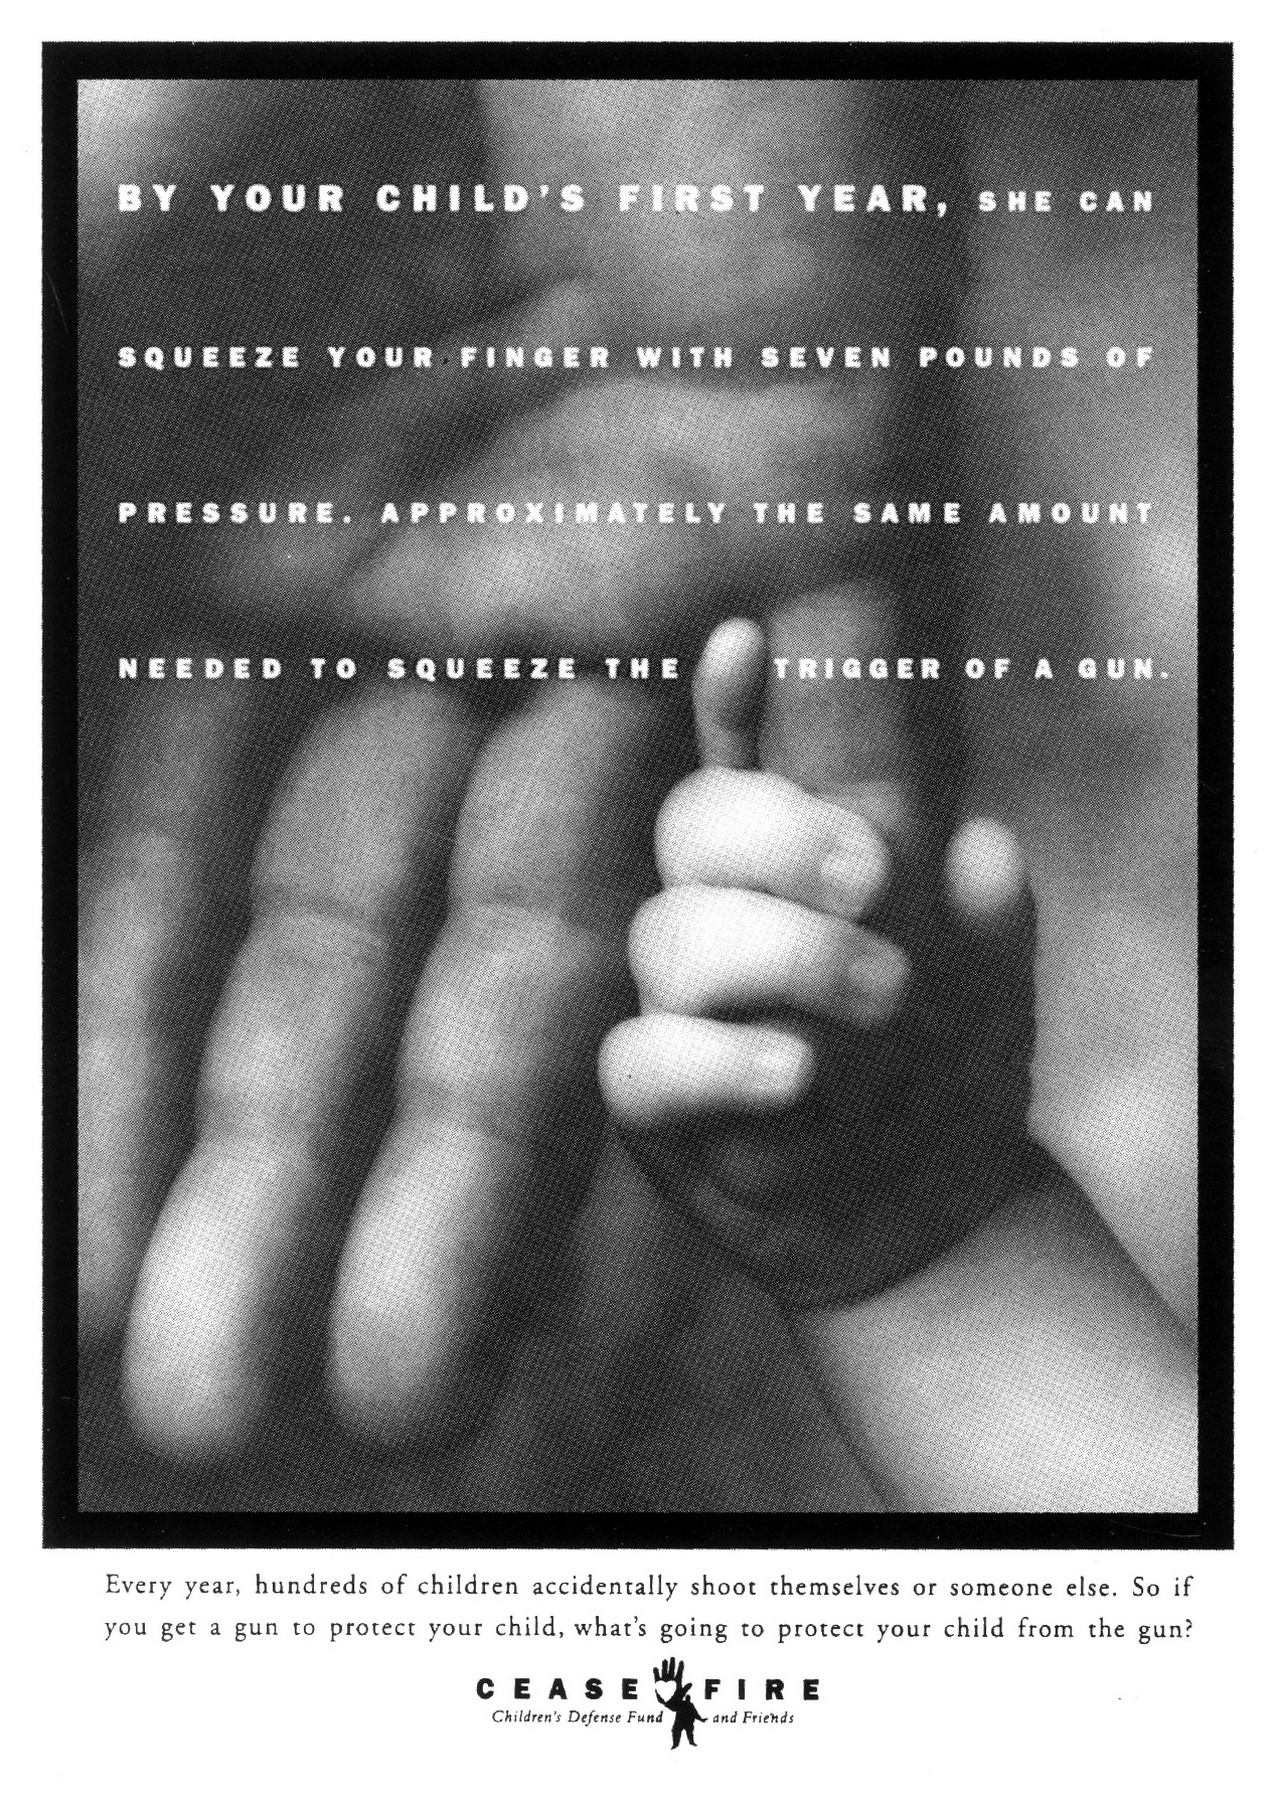 BY YOUR CHILD'S FIRST YEAR, SHE CAN
SQUEEZE YOUR FINGER WITH SEVEN POUNDS OF
PRESSURE. APPROXIMATELY THE SAME AMOUNT
NEEDED TO SQUEEZE THE TRIGGER OF A GUN.
Every year, hundreds of children accidentally shoot themselves or someone else. So if
you get a gun to protect your child, what's going to protect your child from the gun?
CEASE FIRE
Children's Defense Fund and Friends